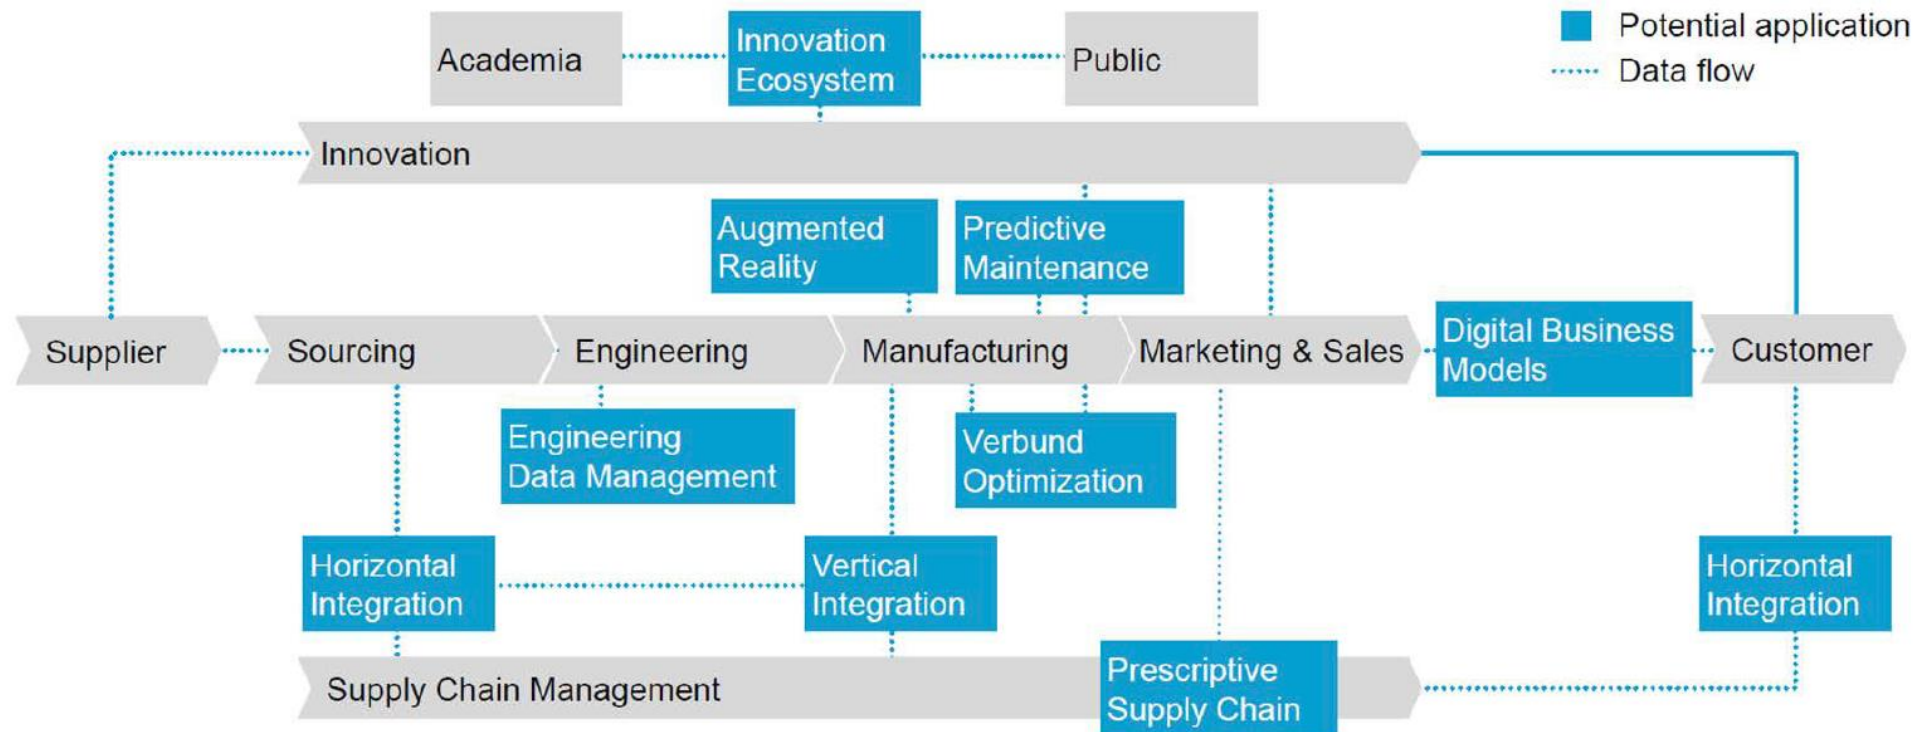 Potential application
Data flow
Academia
Innovation
Ecosystem
Public
Innovation
Augmented
Reality
Predictive
Maintenance
Supplier
Sourcing
Engineering
Manufacturing
Marketing & Sales
Digital Business
Models
Customer
Engineering
Data Management
Verbund
Optimization
Horizontal
Integration
Vertical
Integration
Horizontal
Integration
Supply Chain Management
Prescriptive
Supply Chain